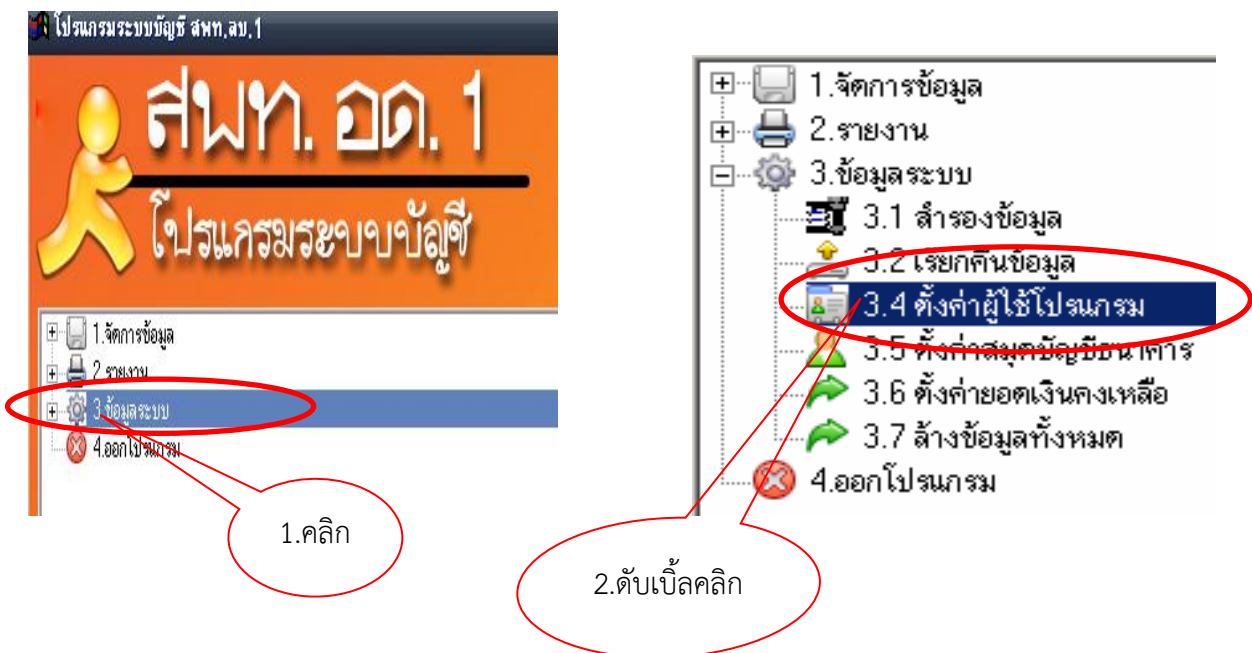 โปรแกรมระบบบัญชี สพท.ลบ.1
สพท. อด. 1
โปรแกรมระบบบัญชี
1.จัดการข้อมูล
2.รายงาน
3.ข้อมูลระบบ
4.ออกโปรแกรม
1.คลิก
1.จัดการข้อมูล
2.รายงาน
3.ข้อมูลระบบ
3.1 สำรองข้อมูล
3.2 เรียกคืนข้อมูล
3.4 ตั้งค่าผู้ใช้โปรแกรม
3.5 ตั้งค่าสมุดบัญชีธนาคาร
3.6 ตั้งค่ายอดเงินคงเหลือ
3.7 ล้างข้อมูลทั้งหมด
4.ออกโปรแกรม
2.ดับเบิ้ลคลิก